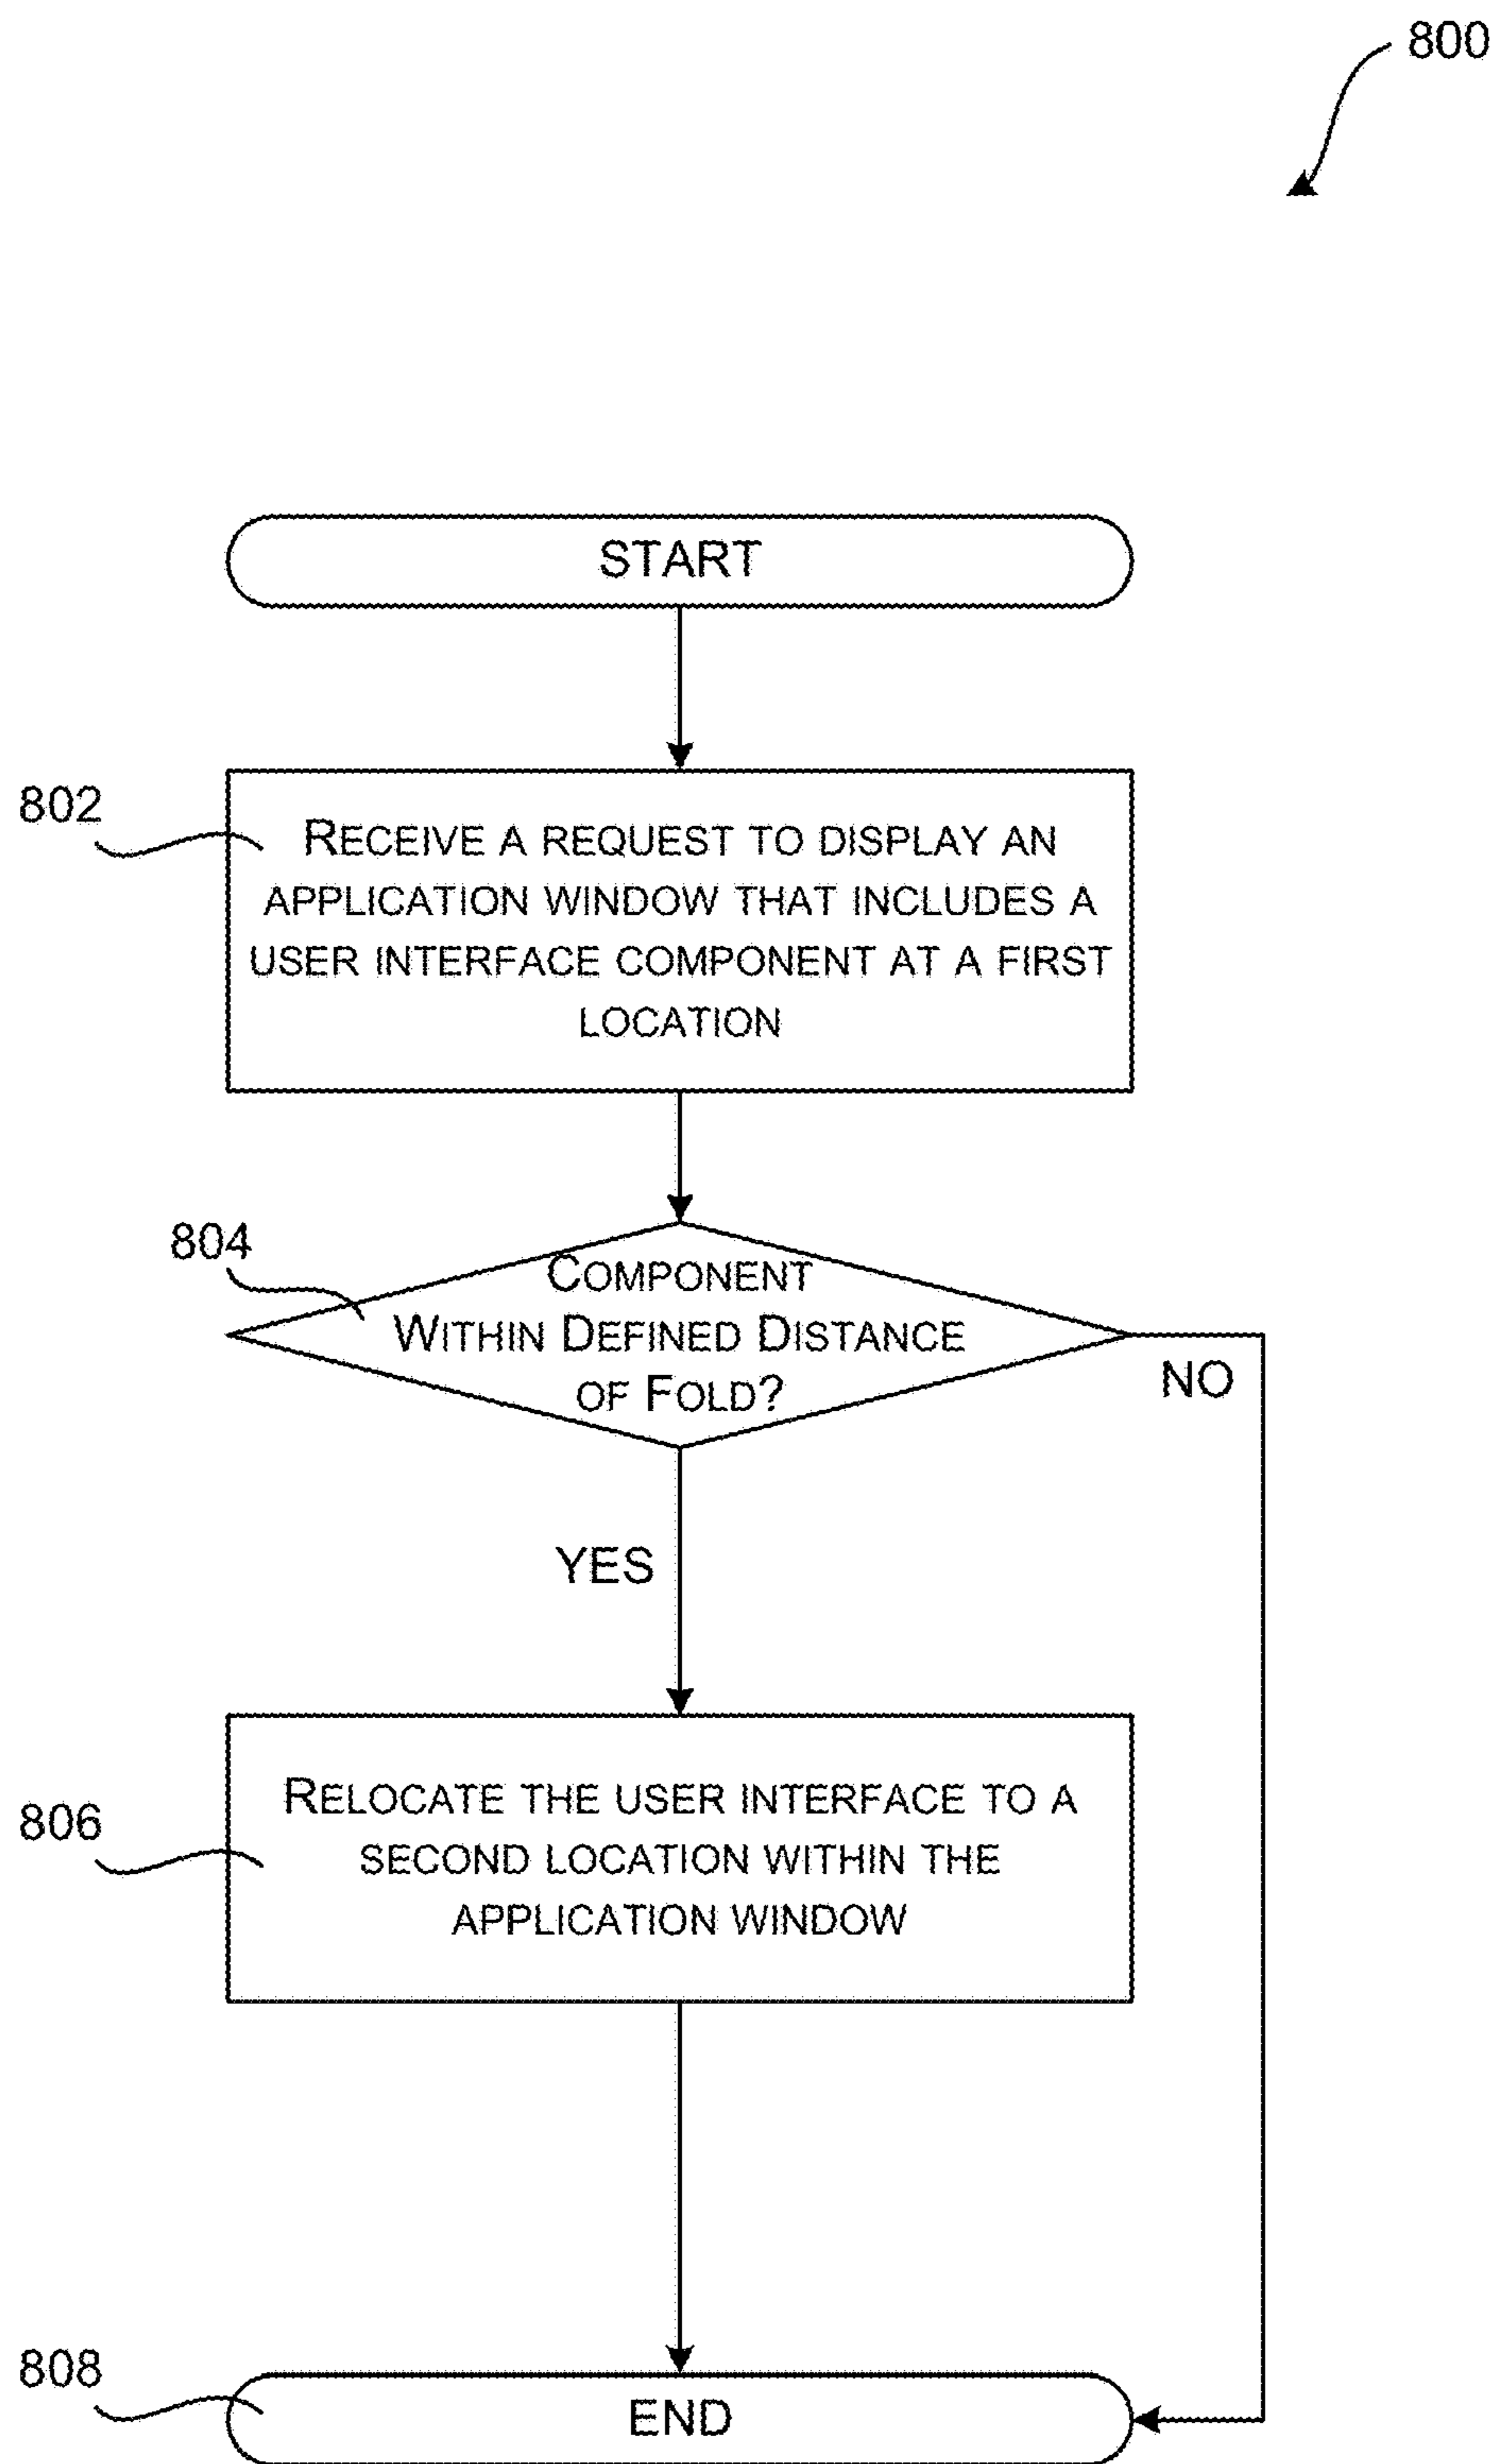 800
START
802
RECEIVE A REQUEST TO DISPLAY AN
APPLICATION WINDOW THAT INCLUDES A
USER INTERFACE COMPONENT AT A FIRST
LOCATION
804
COMPONENT
WITHIN DEFINED DISTANCE
OF FOLD?
NO
YES
806
RELOCATE THE USER INTERFACE TO A
SECOND LOCATION WITHIN THE
APPLICATION WINDOW
808
END